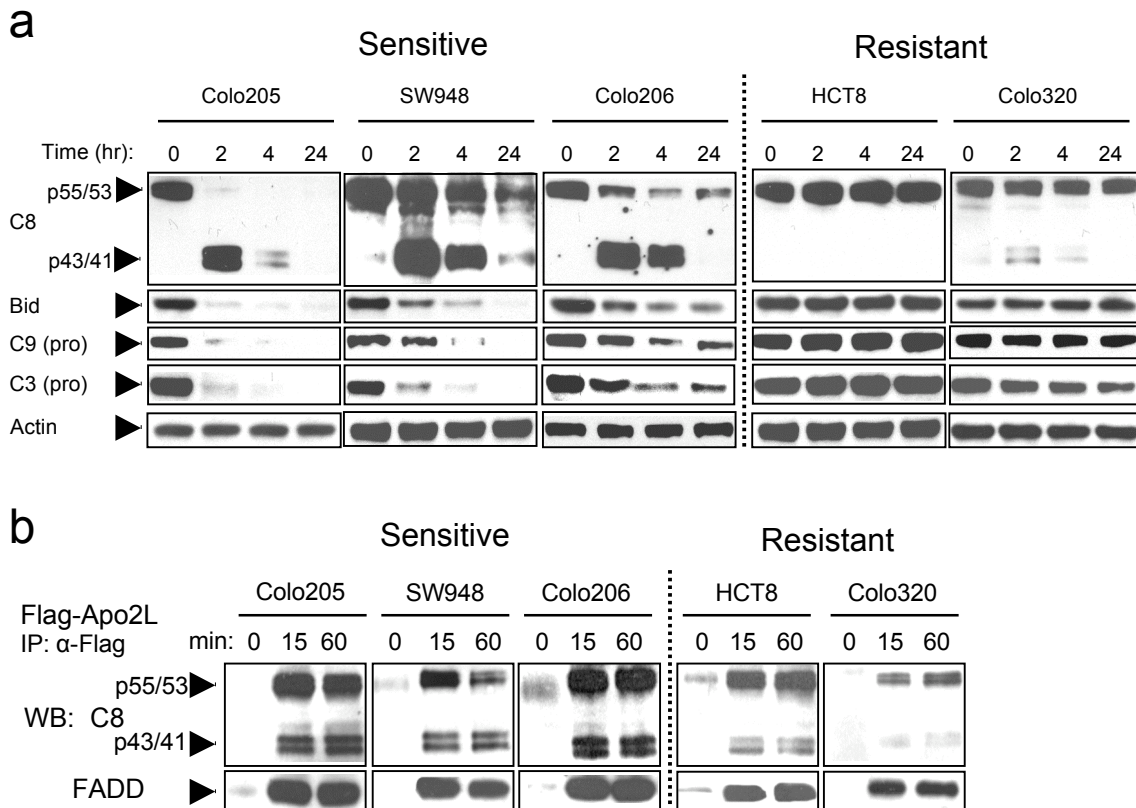 a
Sensitive Resistant
Colo205 SW948 Colo206 HCT8 Colo320
Time (hr): 0 2 4 24 0 2 4 24 0 2 4 24 0 2 4 24 0 2 4 24
p55/53
C8
p43/41
Bid
C9 (pro)
C3 (pro)
Actin
b
Sensitive Resistant
Colo205 SW948 Colo206 HCT8 Colo320
Flag-Apo2L
IP: α-Flag min: 0 15 60 0 15 60 0 15 60 0 15 60 0 15 60
p55/53
WB: C8
p43/41
FADD